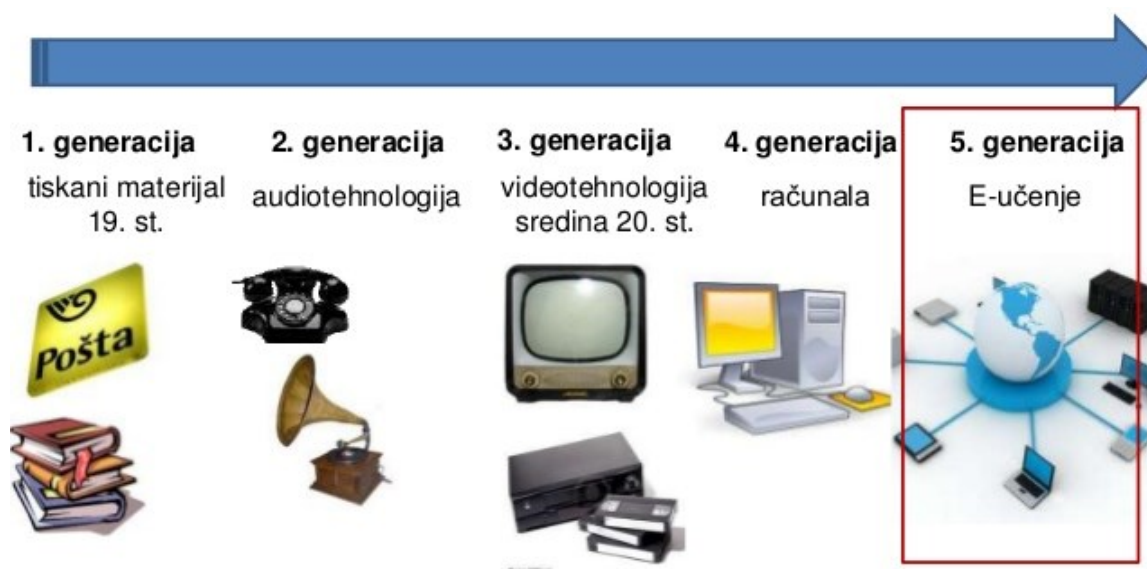 1. generacija
tiskani materijal
19. st.
2. generacija
audiotehnologija
3. generacija
videotehnologija
sredina 20. st.
4. generacija
računala
5. generacija
E-učenje
Pošta